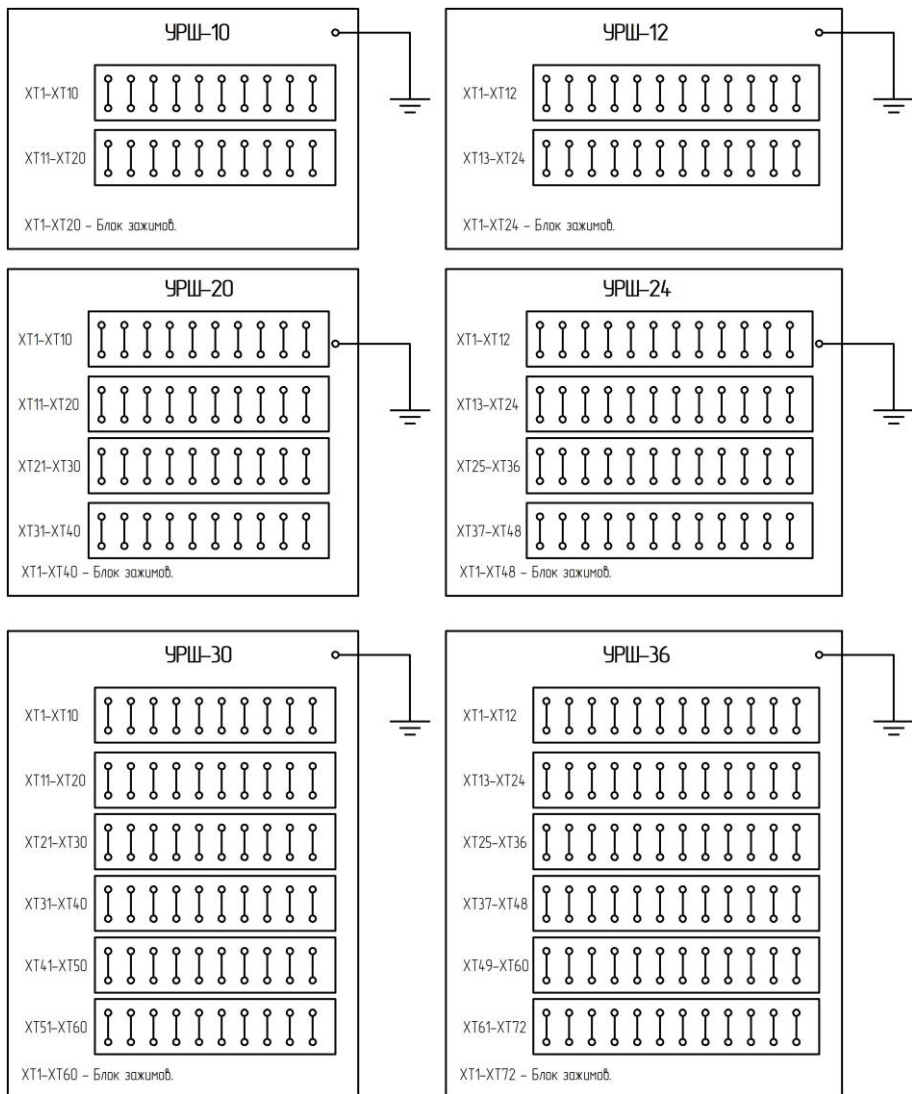 УРШ-10
XT1-XT10
XT11-XT20
XT1-XT20 - Блок зажимов.
УРШ-12
XT1-XT12
XT13-XT24
XT1-XT24 - Блок зажимов.
УРШ-20
XT1-XT10
XT11-XT20
XT21-XT30
XT31-XT40
XT1-XT40 - Блок зажимов.
УРШ-24
XT1-XT12
XT13-XT24
XT25-XT36
XT37-XT48
XT1-XT48 - Блок зажимов.
УРШ-30
XT1-XT10
XT11-XT20
XT21-XT30
XT31-XT40
XT41-XT50
XT51-XT60
XT1-XT60 - Блок зажимов.
УРШ-36
XT1-XT12
XT13-XT24
XT25-XT36
XT37-XT48
XT49-XT60
XT61-XT72
XT1-XT72 - Блок зажимов.